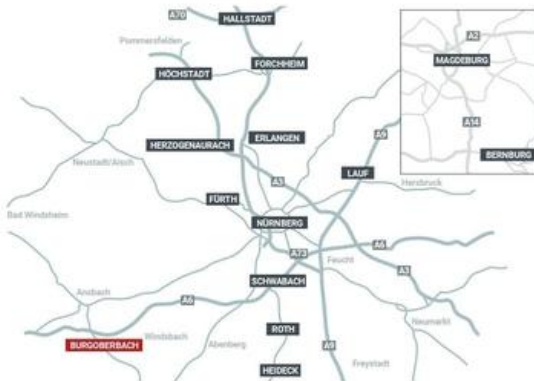 A70
HALLSTADT
A2
Pommersfelden
MAGDEBURG
FORCHHEIM
HÖCHSTADT
A14
A9
ERLANGEN
HERZOGENAURACH
BERNBURG
Neustadt/Aisch
LAUF
A3
Hersbruck
FÜRTH
Bad Windsheim
NÜRNBERG
A6
A73
Feucht
A3
SCHWABACH
Ansbach
A6
Neumarkt
ROTH
Windsbach
BURGOBERBACH
Abenberg
A9
Freystadt
HEIDECK